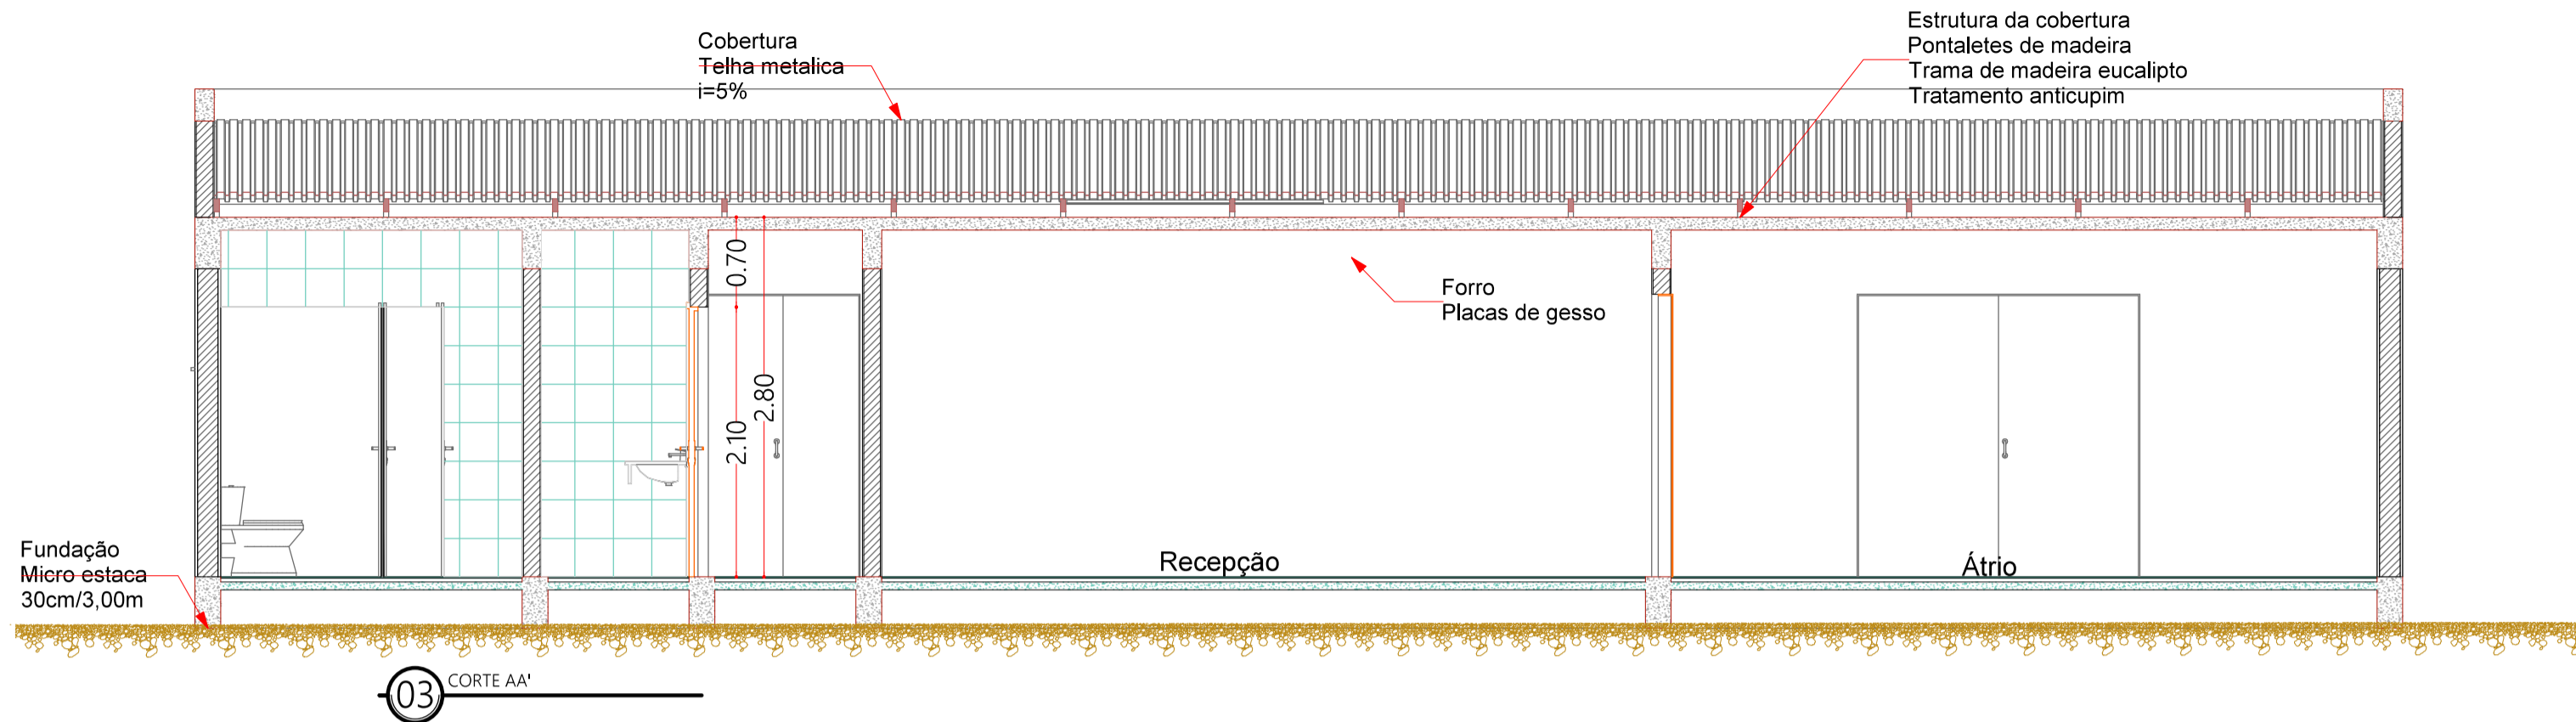 Cobertura
Telha metalica
i=5%
Estrutura da cobertura
Pontaletes de madeira
Trama de madeira eucalipto
Tratamento anticupim
0.70
2.80
2.10
Forro
Placas de gesso
Recepção
Átrio
Fundação
Micro estaca
30cm/3,00m
03
CORTE AA'